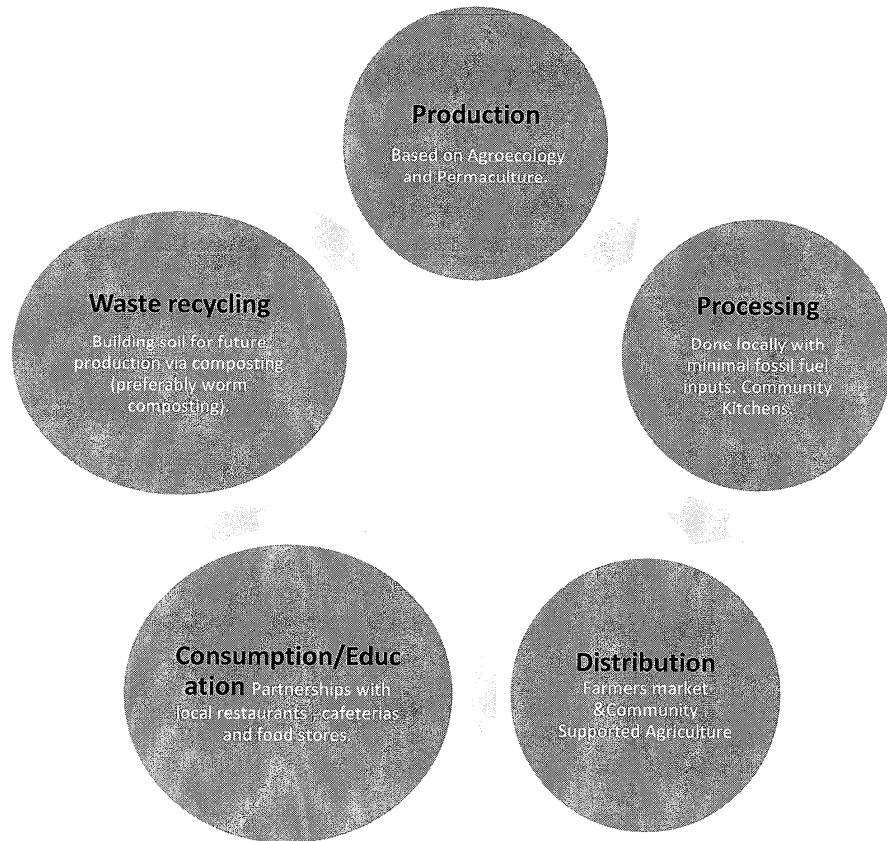 Production
Based on Agroecology
and Permaculture.
Processing
Done locally with
minimal fossil fuel
inputs. Community
Kitchens.
Distribution
Farmers market
&Community
Supported Agriculture
Consumption/Educ
ation Partnerships with
local restaurants, cafeterias
and food stores.
Waste recycling
Building soil for future
production via composting
(preferably worm
composting).